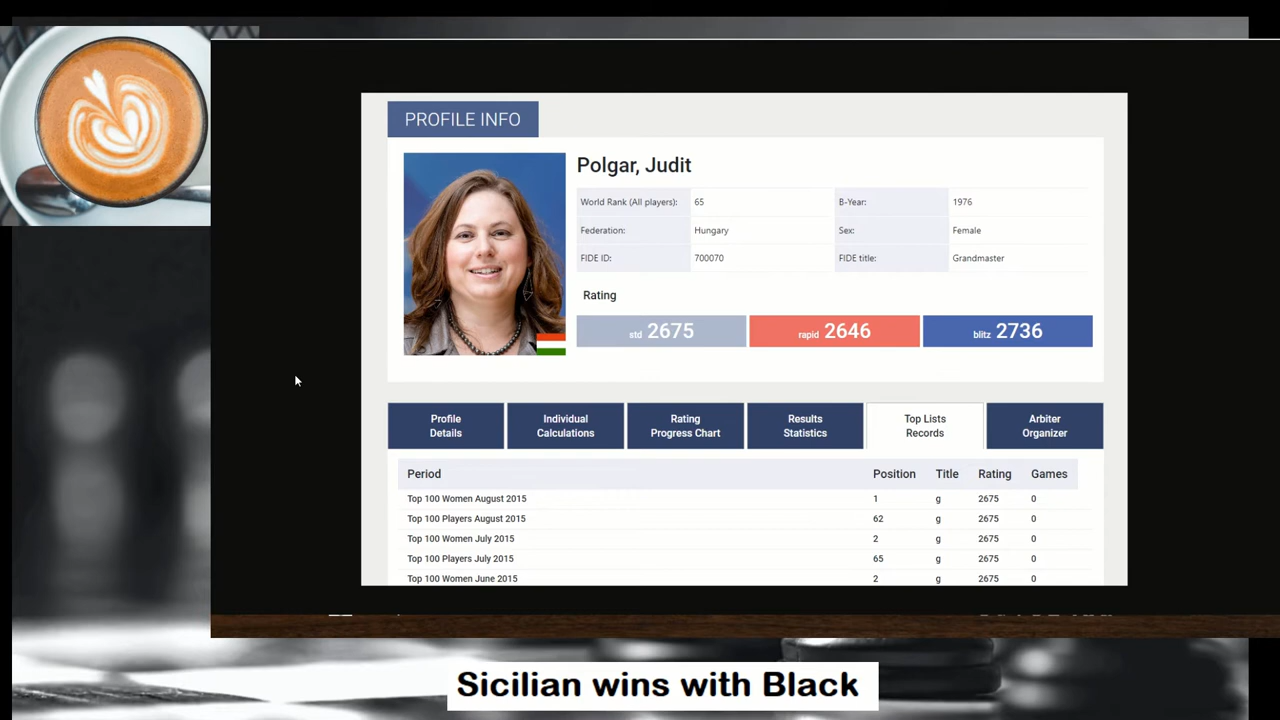 PROFILE INFO
Polgar, Judit
World Rank (All players): 65 B-Year: 1976
Federation: Hungary Sex: Female
FIDE ID: 700070 FIDE title: Grandmaster
Rating
std 2675 rapid 2646 blitz 2736
Profile Details
Individual Calculations
Rating Progress Chart
Results Statistics
Top Lists Records
Arbiter Organizer
Period Position Title Rating Games
Top 100 Women August 2015 1 g 2675 0
Top 100 Players August 2015 62 g 2675 0
Top 100 Women July 2015 2 g 2675 0
Top 100 Players July 2015 65 g 2675 0
Top 100 Women June 2015 2 g 2675 0
Sicilian wins with Black